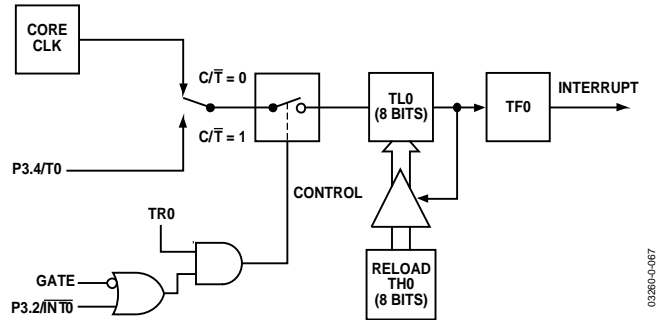 CORE
CLK
C/T̅ = 0
C/T̅ = 1
P3.4/T0
TL0
(8 BITS)
TF0
INTERRUPT
CONTROL
TR0
GATE
P3.2/I̅N̅T̅0̅
RELOAD
TH0
(8 BITS)
03260-0-067